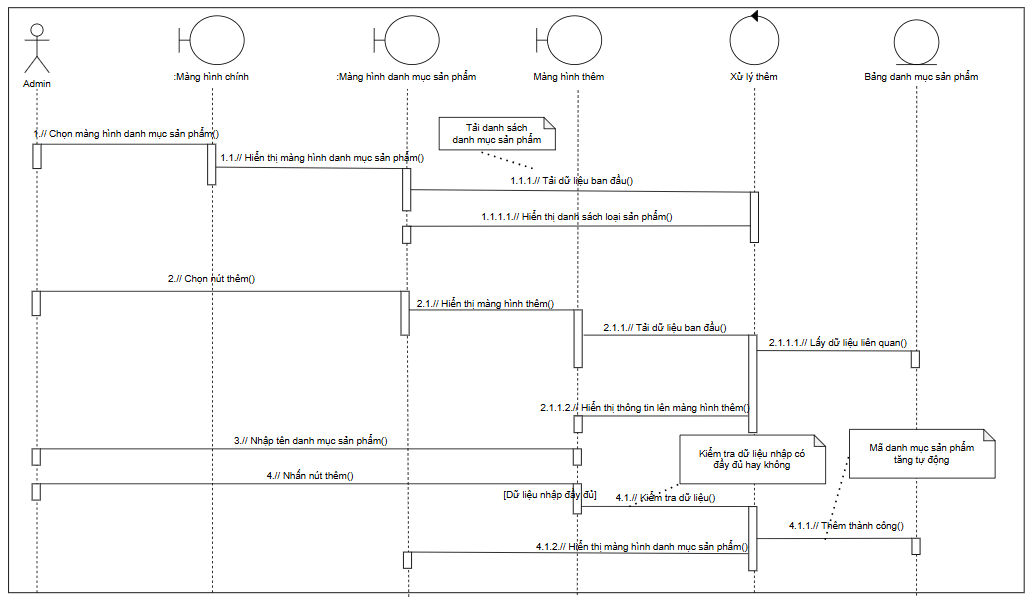 Admin
:Màng hình chính
:Màng hình danh mục sản phẩm
Màng hình thêm
Xử lý thêm
Bảng danh mục sản phẩm
Tải danh sách
danh mục sản phẩm
1.// Chọn màng hình danh mục sản phẩm()
1.1.// Hiển thị màng hình danh mục sản phẩm()
1.1.1.// Tải dữ liệu ban đầu()
1.1.1.1.// Hiển thị danh sách loại sản phẩm()
2.// Chọn nút thêm()
2.1.// Hiển thị màng hình thêm()
2.1.1.// Tải dữ liệu ban đầu()
2.1.1.1.// Lấy dữ liệu liên quan()
2.1.1.2.// Hiển thị thông tin lên màng hình thêm()
3.// Nhập tên danh mục sản phẩm()
Kiểm tra dữ liệu nhập có
đầy đủ hay không
Mã danh mục sản phẩm
tăng tự động
4.// Nhấn nút thêm()
[Dữ liệu nhập đầy đủ]
4.1.// Kiểm tra dữ liệu()
4.1.1.// Thêm thành công()
4.1.2.// Hiển thị màng hình danh mục sản phẩm()